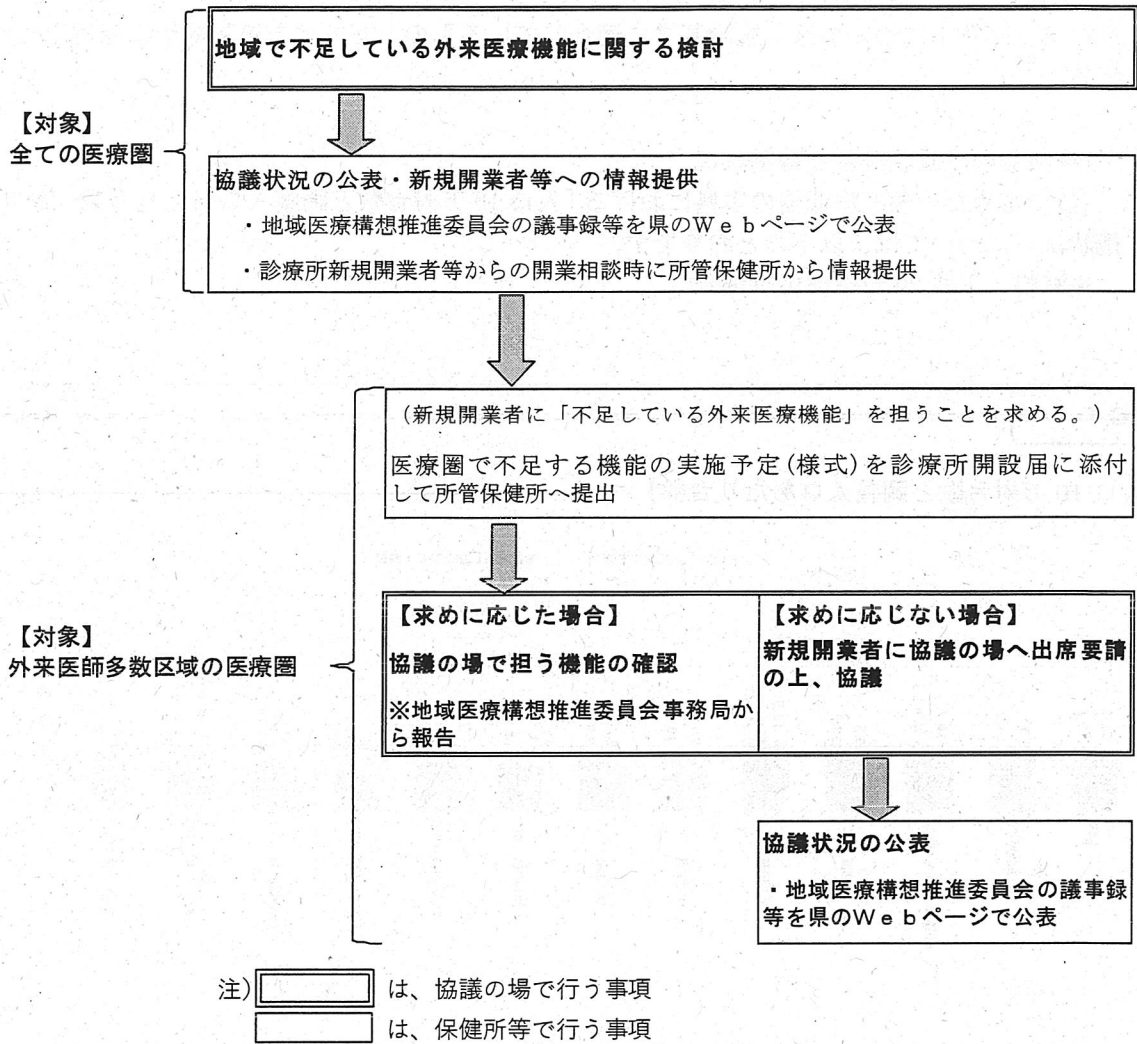 地域で不足している外来医療機能に関する検討
【対象】
全ての医療圏
協議状況の公表・新規開業者等への情報提供
・地域医療構想推進委員会の議事録等を県のWebページで公表
・診療所新規開業者等からの開業相談時に所管保健所から情報提供
(新規開業者に「不足している外来医療機能」を担うことを求める。)
医療圏で不足する機能の実施予定(様式)を診療所開設届に添付
して所管保健所へ提出
【対象】
外来医師多数区域の医療圏
【求めに応じた場合】
協議の場で担う機能の確認
※地域医療構想推進委員会事務局か
ら報告
【求めに応じない場合】
新規開業者に協議の場へ出席要請
の上、協議
協議状況の公表
・地域医療構想推進委員会の議事録
等を県のWebページで公表
注) は、協議の場で行う事項
は、保健所等で行う事項